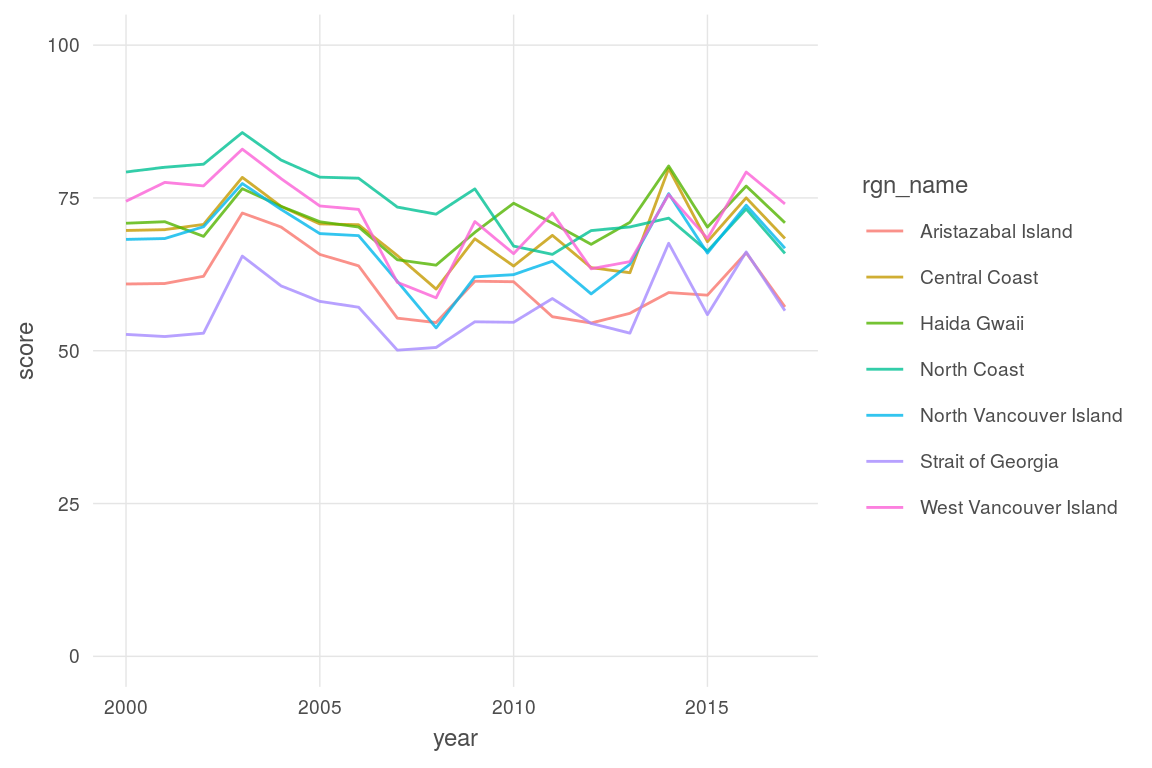 100
75
50
25
0
score
2000
2005
2010
2015
year
rgn_name
Aristazabal Island
Central Coast
Haida Gwaii
North Coast
North Vancouver Island
Strait of Georgia
West Vancouver Island